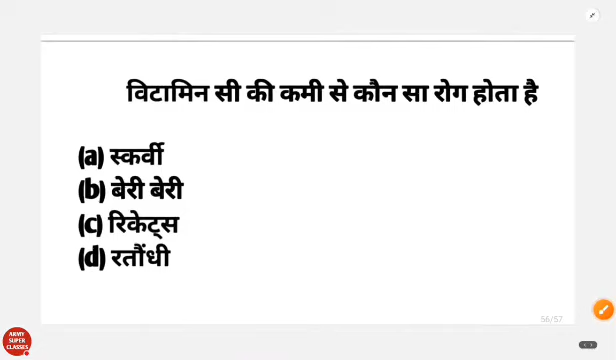 विटामिन सी की कमी से कौन सा रोग होता है
(a) स्कर्वी
(b) बेरी बेरी
(c) रिकेट्स
(d) रतौंधी
56/57
ARMY
SUPER
CLASSES